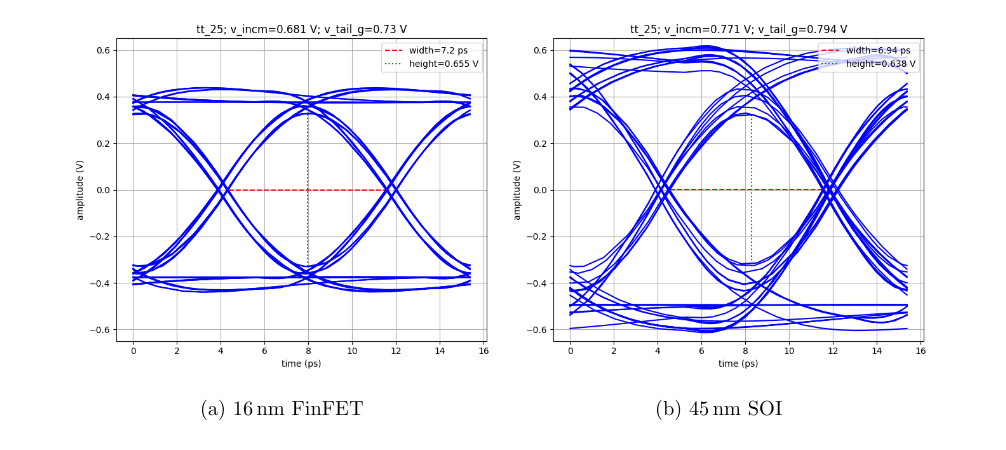 tt_25; v_incm=0.681 V; v_tail_g=0.73 V
width=7.2 ps
height=0.655 V
amplitude (V)
0.6
0.4
0.2
0.0
−0.2
−0.4
−0.6
0 2 4 6 8 10 12 14 16
time (ps)
(a) 16 nm FinFET
tt_25; v_incm=0.771 V; v_tail_g=0.794 V
width=6.94 ps
height=0.638 V
amplitude (V)
0.6
0.4
0.2
0.0
−0.2
−0.4
−0.6
0 2 4 6 8 10 12 14 16
time (ps)
(b) 45 nm SOI